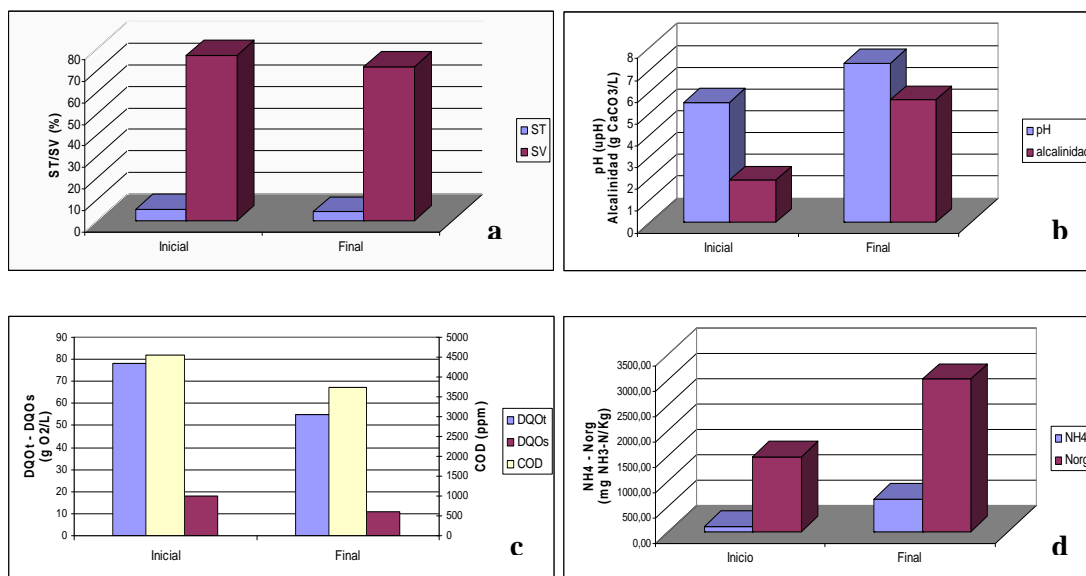 ST/SV (%)
80
70
60
50
40
30
20
10
0
Inicial
Final
ST
SV
a
pH (upH)
Alcalinidad (g CaCO3/L)
8
7
6
5
4
3
2
1
0
Inicial
Final
pH
alcalinidad
b
DQOt - DQOs
(g O2/L)
90
80
70
60
50
40
30
20
10
0
Inicial
Final
5000
4500
4000
3500
3000
2500
2000
1500
1000
500
0
COD (ppm)
DQOt
DQOs
COD
c
NH4 - Norg
(mg NH3-N/Kg)
3500,00
3000,00
2500,00
2000,00
1500,00
1000,00
500,00
0,00
Inicio
Final
NH4
Norg
d